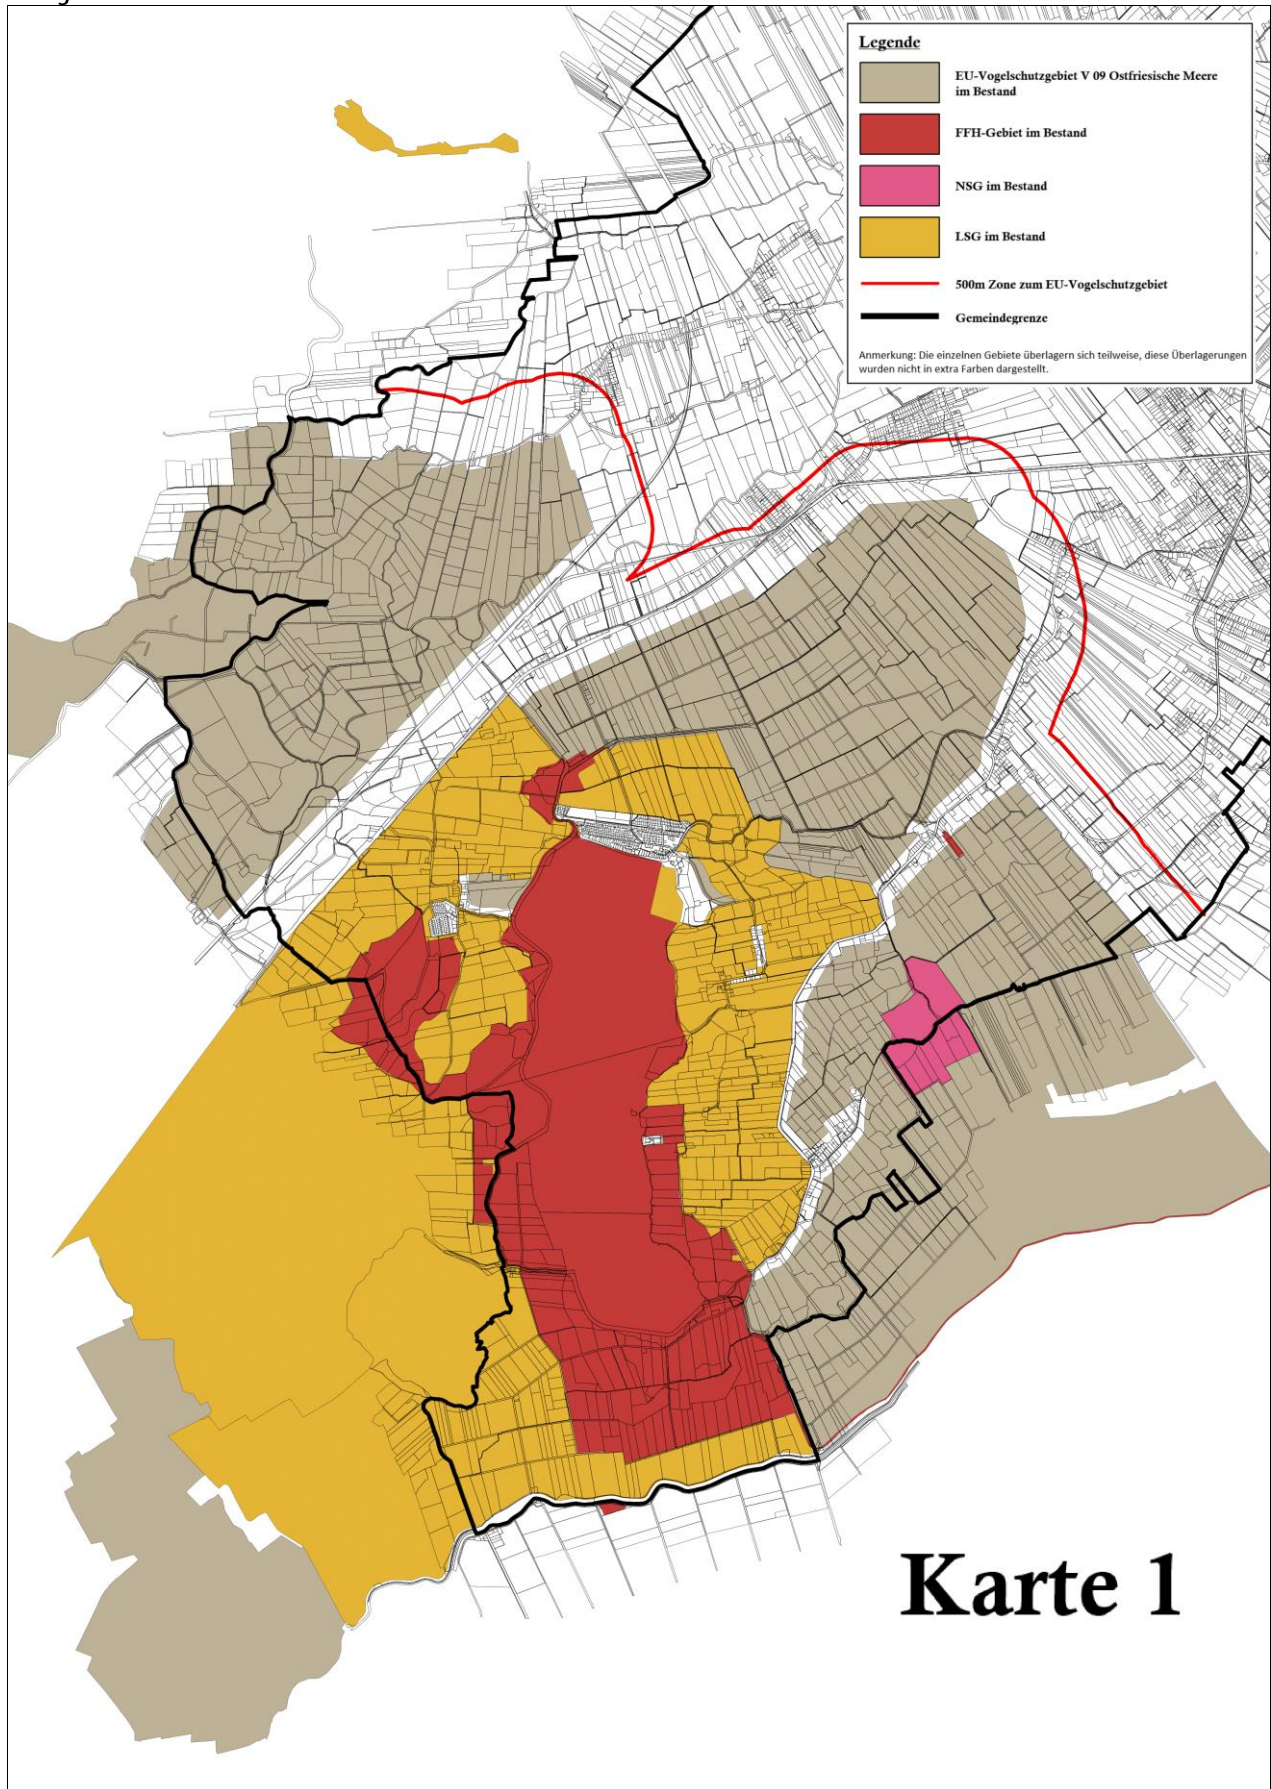 Legende
EU-Vogelschutzgebiet V 09 Ostfriesische Meere
im Bestand
FFH-Gebiet im Bestand
NSG im Bestand
LSG im Bestand
500m Zone zum EU-Vogelschutzgebiet
Gemeindegrenze
Anmerkung: Die einzelnen Gebiete überlagern sich teilweise, diese Überlagerungen
wurden nicht in extra Farben dargestellt.
Karte 1